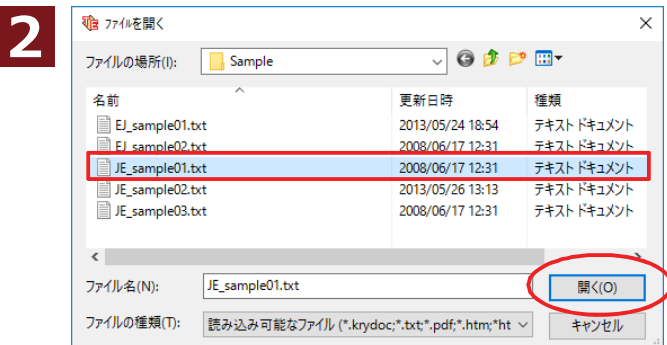 2
ファイルを開く
ファイルの場所(I): Sample
名前 更新日時 種類
EJ_sample01.txt 2013/05/24 18:54 テキスト ドキュメント
EJ_sample02.txt 2008/06/17 12:31 テキスト ドキュメント
JE_sample01.txt 2008/06/17 12:31 テキスト ドキュメント
JE_sample02.txt 2013/05/26 13:13 テキスト ドキュメント
JE_sample03.txt 2008/06/17 12:31 テキスト ドキュメント
ファイル名(N): JE_sample01.txt 開く(O)
ファイルの種類(T): 読み込み可能なファイル (*.krydoc;*.txt;*.pdf;*.htm;*ht キャンセル